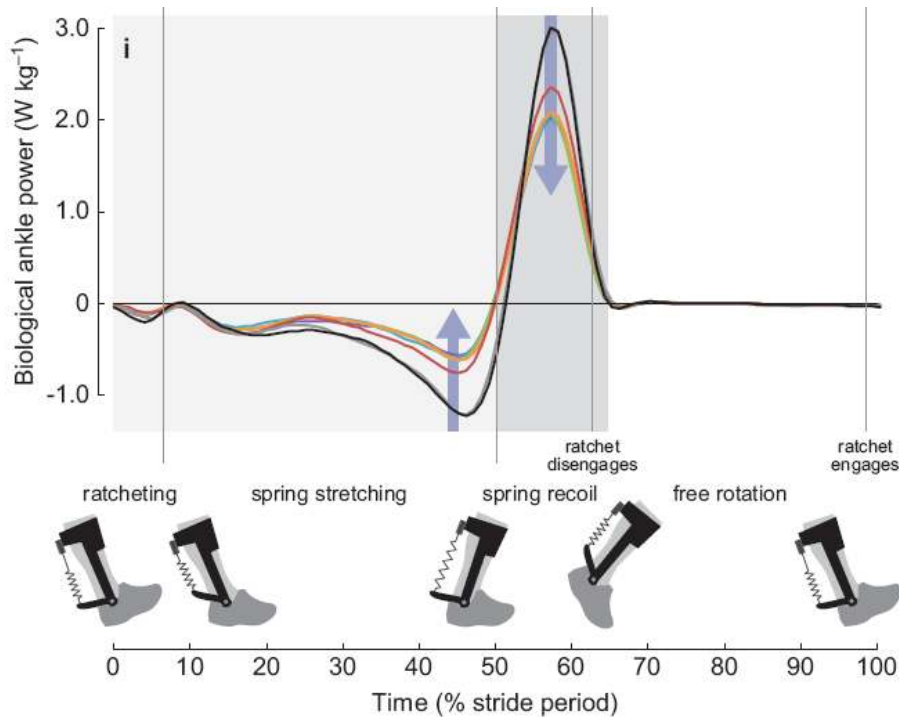 i
Biological ankle power (W kg⁻¹)
3.0
2.0
1.0
0
-1.0
ratchet
disengages
ratchet
engages
ratcheting
spring stretching
spring recoil
free rotation
0 10 20 30 40 50 60 70 80 90 100
Time (% stride period)